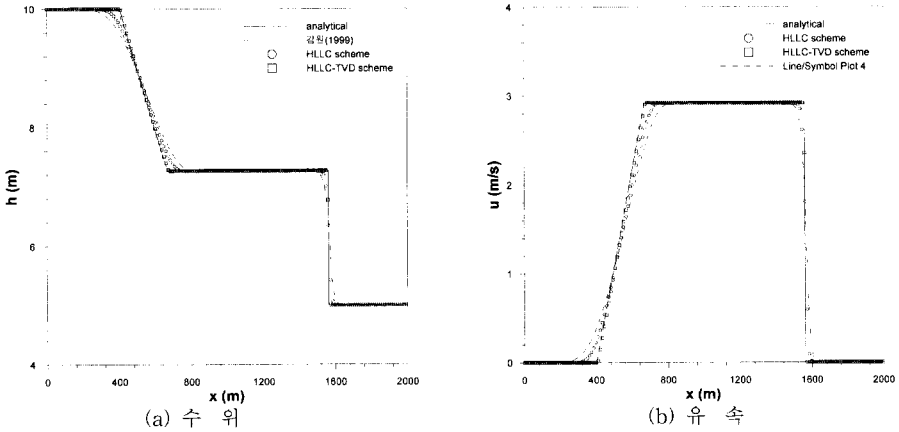 10
8
6
4
h (m)
analytical
김원(1999)
HLLC scheme
HLLC-TVD scheme
0
400
800
1200
1600
2000
x (m)
(a) 수 위
4
3
2
1
0
u (m/s)
analytical
HLLC scheme
HLLC-TVD scheme
Line/Symbol Plot 4
0
400
800
1200
1600
2000
x (m)
(b) 유 속